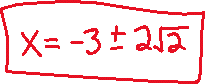 x = -3 ± 2√2